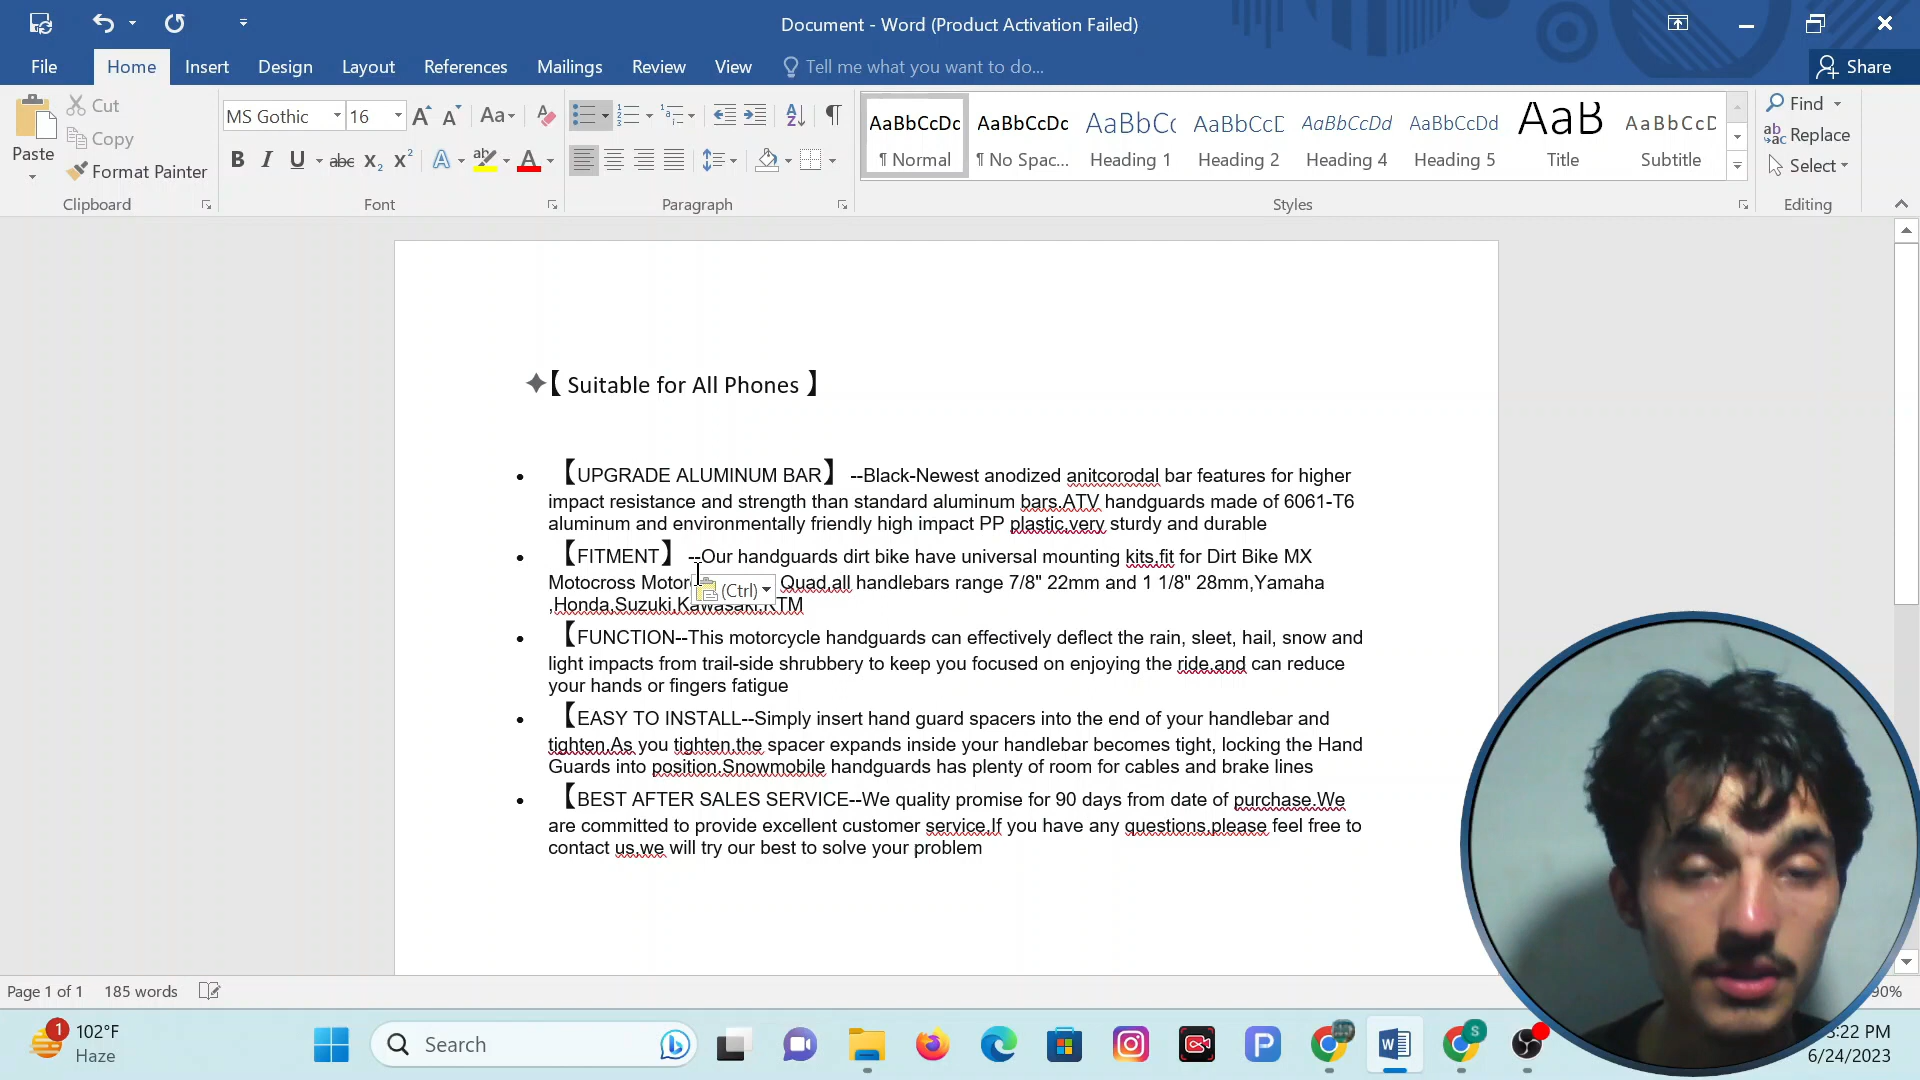 Document - Word (Product Activation Failed)
File Home Insert Design Layout References Mailings Review View Tell me what you want to do... Share
Paste
Cut
Copy
Format Painter
Clipboard
MS Gothic 16
Font
Paragraph
AaBbCcDc AaBbCcDc AaBbCc AaBbCcD AaBbCcDd AaBbCcDd AaB AaBbCcD
¶ Normal ¶ No Spac... Heading 1 Heading 2 Heading 4 Heading 5 Title Subtitle
Styles
Find
Replace
Select
Editing
✦【 Suitable for All Phones 】
• 【UPGRADE ALUMINUM BAR】 --Black-Newest anodized anitcorodal bar features for higher
impact resistance and strength than standard aluminum bars.ATV handguards made of 6061-T6
aluminum and environmentally friendly high impact PP plastic,very sturdy and durable
• 【FITMENT】 --Our handguards dirt bike have universal mounting kits,fit for Dirt Bike MX
Motocross Motor Quad,all handlebars range 7/8" 22mm and 1 1/8" 28mm,Yamaha
,Honda,Suzuki,Kawasaki,KTM
(Ctrl)
• 【FUNCTION--This motorcycle handguards can effectively deflect the rain, sleet, hail, snow and
light impacts from trail-side shrubbery to keep you focused on enjoying the ride,and can reduce
your hands or fingers fatigue
• 【EASY TO INSTALL--Simply insert hand guard spacers into the end of your handlebar and
tighten.As you tighten,the spacer expands inside your handlebar becomes tight, locking the Hand
Guards into position.Snowmobile handguards has plenty of room for cables and brake lines
• 【BEST AFTER SALES SERVICE--We quality promise for 90 days from date of purchase.We
are committed to provide excellent customer service,If you have any questions,please feel free to
contact us,we will try our best to solve your problem
Page 1 of 1 185 words
90%
1
102°F
Haze
Search
S
:22 PM
6/24/2023